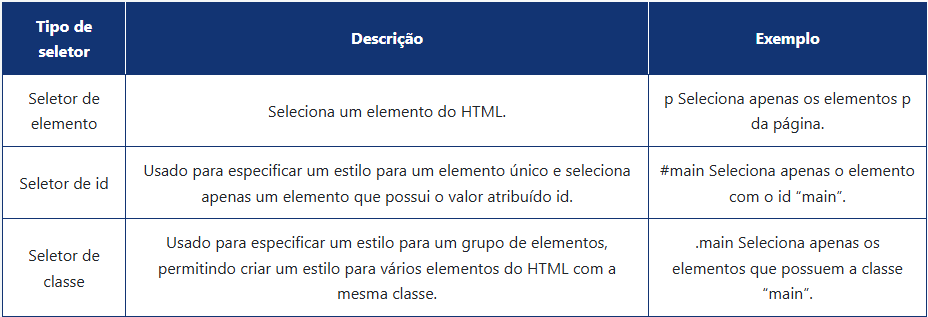 Tipo de
seletor
Descrição
Exemplo
Seletor de
elemento
Seleciona um elemento do HTML.
p Seleciona apenas os elementos p
da página.
Seletor de id
Usado para especificar um estilo para um elemento único e seleciona
apenas um elemento que possui o valor atribuído id.
#main Seleciona apenas o elemento
com o id “main”.
Seletor de
classe
Usado para especificar um estilo para um grupo de elementos,
permitindo criar um estilo para vários elementos do HTML com a
mesma classe.
.main Seleciona apenas os
elementos que possuem a classe
“main”.